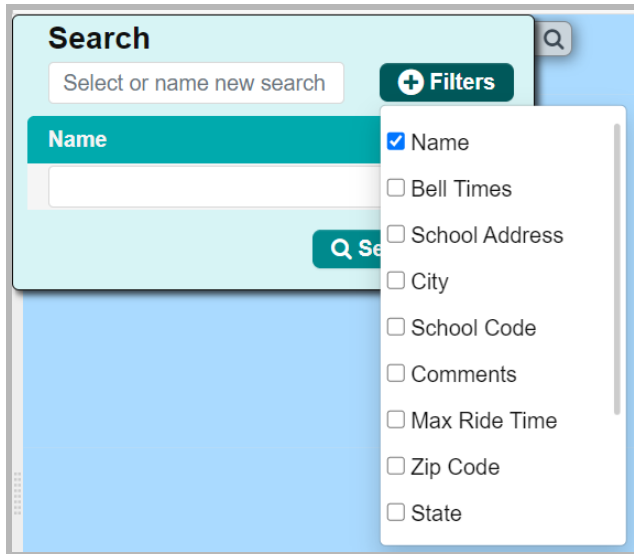 Search
Select or name new search
Filters
Name
Se
Name
Bell Times
School Address
City
School Code
Comments
Max Ride Time
Zip Code
State